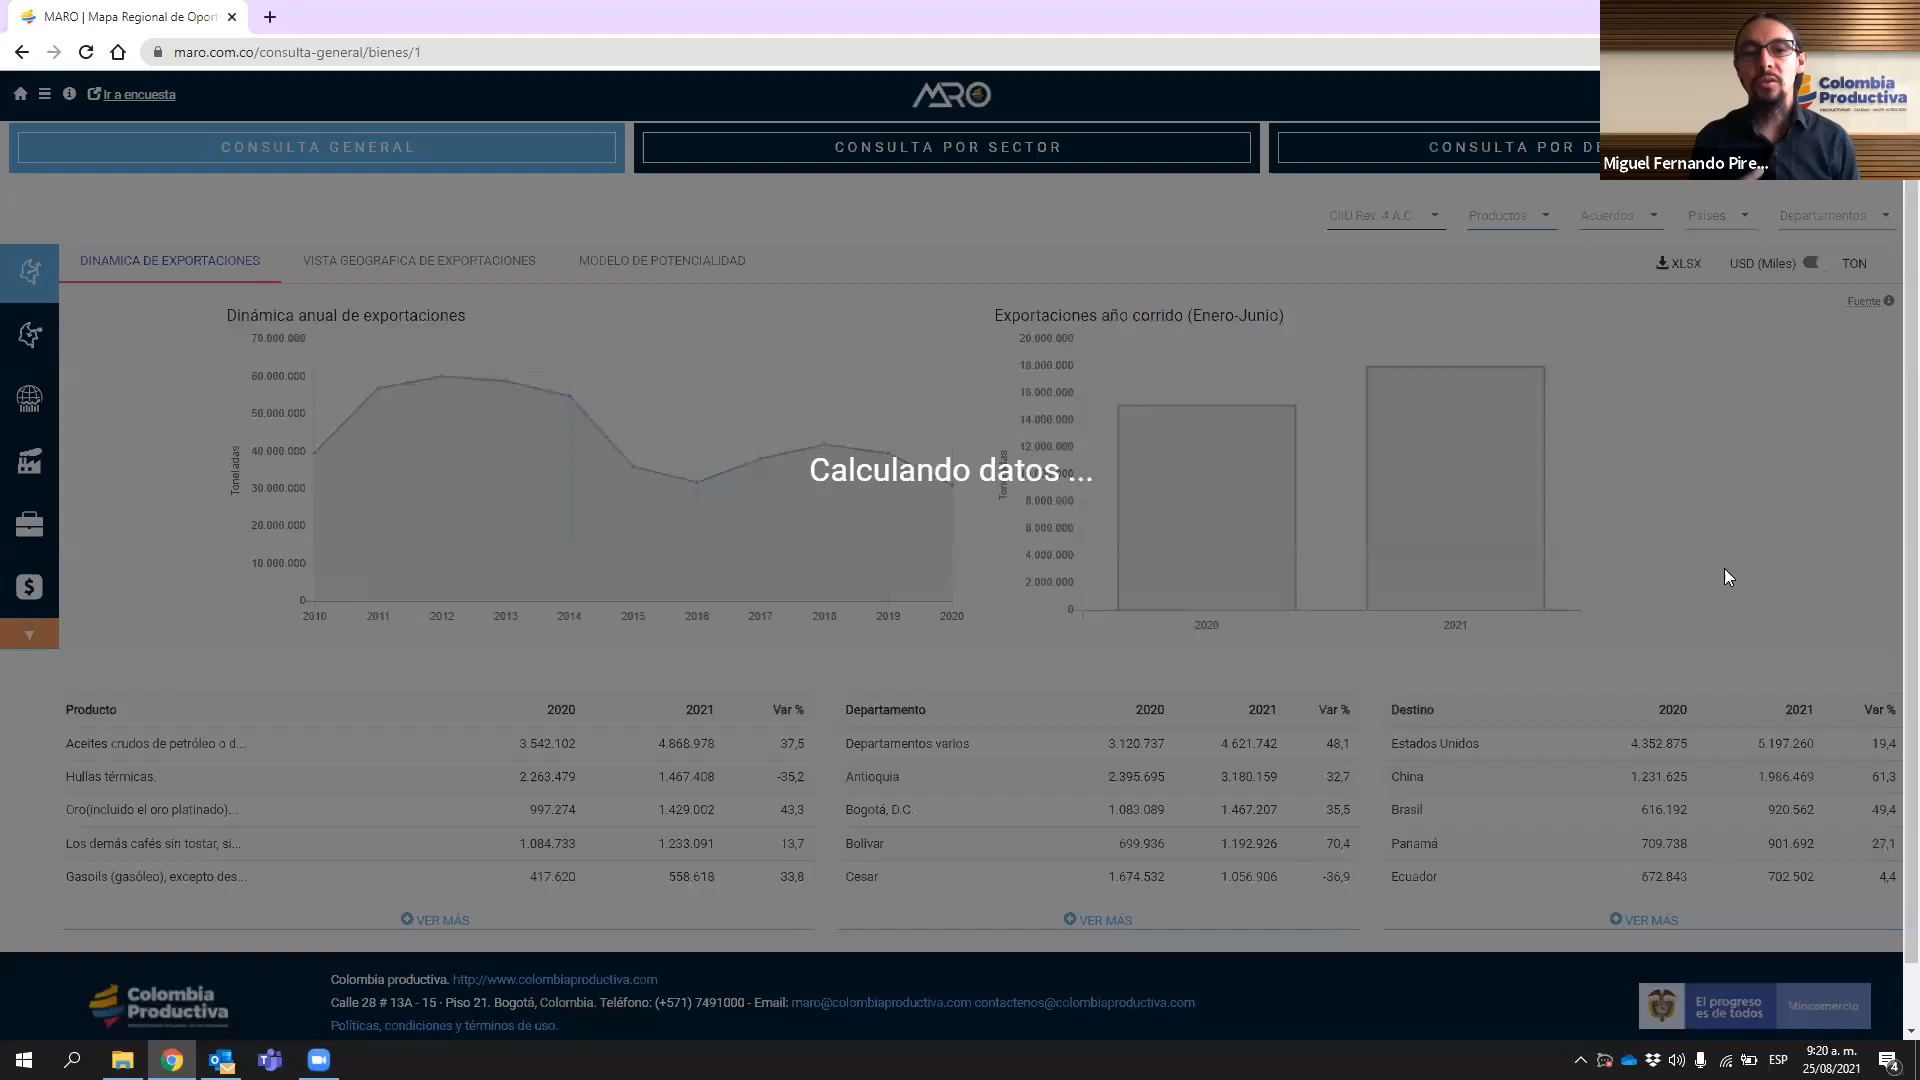 MARO | Mapa Regional de Oport
maro.com.co/consulta-general/bienes/1
Ir a encuesta
MARO
Colombia
Productiva
PRODUCTIVIDAD · CALIDAD · VALOR AGREGADO
Miguel Fernando Pire...
CONSULTA GENERAL
CONSULTA POR SECTOR
CONSULTA POR DE
CIIU Rev. 4 A.C.
Productos
Acuerdos
Países
Departamentos
DINÁMICA DE EXPORTACIONES
VISTA GEOGRÁFICA DE EXPORTACIONES
MODELO DE POTENCIALIDAD
XLSX
USD (Miles)
TON
Fuente
Dinámica anual de exportaciones
70.000.000
60.000.000
50.000.000
40.000.000
30.000.000
20.000.000
10.000.000
0
Toneladas
2010 2011 2012 2013 2014 2015 2016 2017 2018 2019 2020
Calculando datos ...
Exportaciones año corrido (Enero-Junio)
20.000.000
18.000.000
16.000.000
14.000.000
12.000.000
10.000.000
8.000.000
6.000.000
4.000.000
2.000.000
0
2020 2021
Producto 2020 2021 Var %
Aceites crudos de petróleo o d... 3.542.102 4.868.978 37,5
Hullas térmicas. 2.263.479 1.467.408 -35,2
Oro(incluido el oro platinado)... 997.274 1.429.002 43,3
Los demás cafés sin tostar, si... 1.084.733 1.233.091 13,7
Gasoils (gasóleo), excepto des... 417.620 558.618 33,8
VER MÁS
Departamento 2020 2021 Var %
Departamentos varios 3.120.737 4.621.742 48,1
Antioquia 2.395.695 3.180.159 32,7
Bogotá, D.C. 1.083.089 1.467.207 35,5
Bolívar 699.936 1.192.926 70,4
Cesar 1.674.532 1.056.906 -36,9
VER MÁS
Destino 2020 2021 Var %
Estados Unidos 4.352.875 5.197.260 19,4
China 1.231.625 1.986.469 61,3
Brasil 616.192 920.562 49,4
Panamá 709.738 901.692 27,1
Ecuador 672.843 702.502 4,4
VER MÁS
Colombia
Productiva
Colombia productiva. http://www.colombiaproductiva.com
Calle 28 # 13A - 15 · Piso 21. Bogotá, Colombia. Teléfono: (+571) 7491000 - Email: maro@colombiaproductiva.com contactenos@colombiaproductiva.com
Políticas, condiciones y términos de uso.
El progreso
es de todos
Mincomercio
ESP
9:20 a. m.
25/08/2021
4